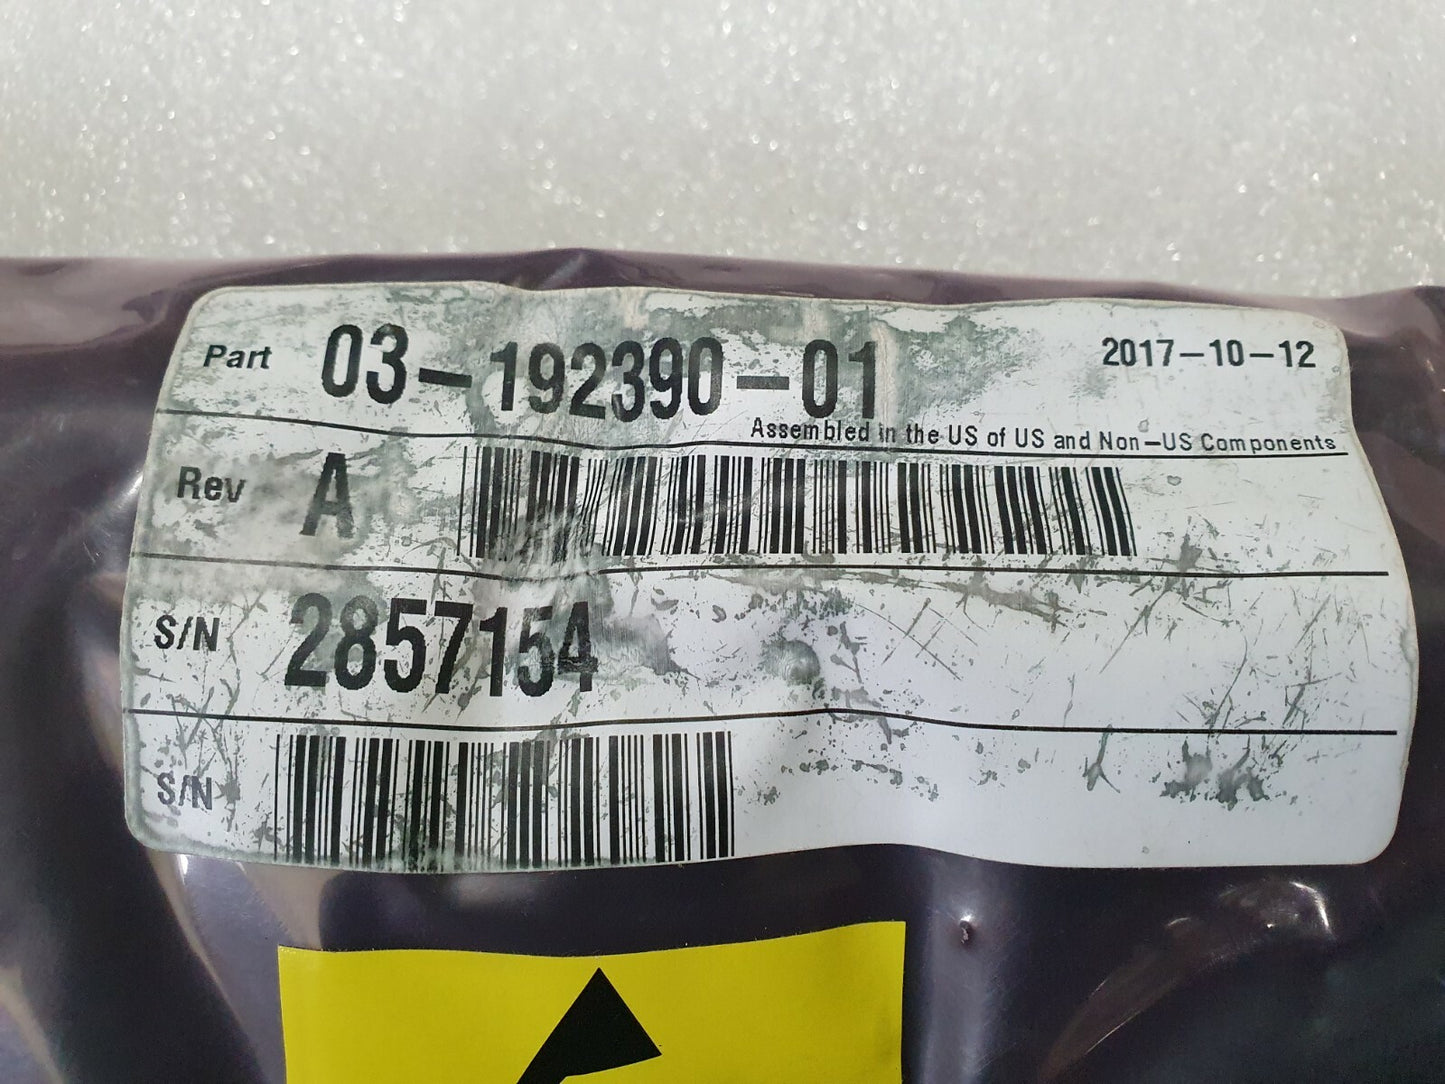 Part 03-192390-01 2017-10-12
Assembled in the US of US and Non-US Components
Rev A
S/N 2857154
S/N